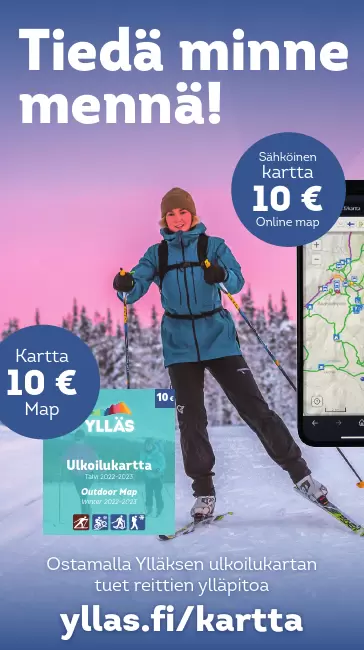 Tiedä minne
mennä!
Sähköinen
kartta
10 €
Online map
Kartta
10 €
Map
10 €
YLLÄS
Ulkoilukartta
Talvi 2022-2023
Outdoor Map
Winter 2022-2023
Ostamalla Ylläksen ulkoilukartan
tuet reittien ylläpitoa
yllas.fi/kartta